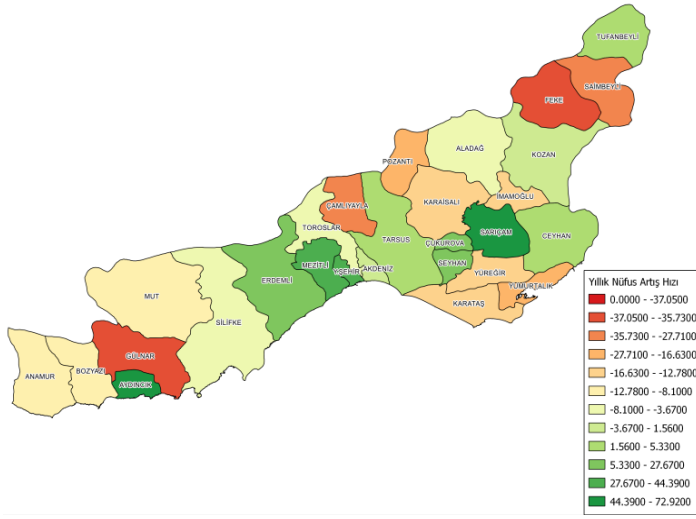 TUFANBEYLİ
SAİMBEYLİ
FEKE
ALADAĞ
KOZAN
POZANTI
İMAMOĞLU
ÇAMLIYAYLA
KARAİSALI
TOROSLAR
SARIÇAM
TARSUS
ÇUKUROVA
CEYHAN
MEZİTLİ
SEYHAN
YŞEHİR
AKDENİZ
ERDEMLİ
YÜREĞİR
YUMURTALIK
MUT
KARATAŞ
SİLİFKE
GÜLNAR
BOZYAZI
ANAMUR
AYDINCIK
Yıllık Nüfus Artış Hızı
0.0000 - -37.0500
-37.0500 - -35.7300
-35.7300 - -27.7100
-27.7100 - -16.6300
-16.6300 - -12.7800
-12.7800 - -8.1000
-8.1000 - -3.6700
-3.6700 - 1.5600
1.5600 - 5.3300
5.3300 - 27.6700
27.6700 - 44.3900
44.3900 - 72.9200